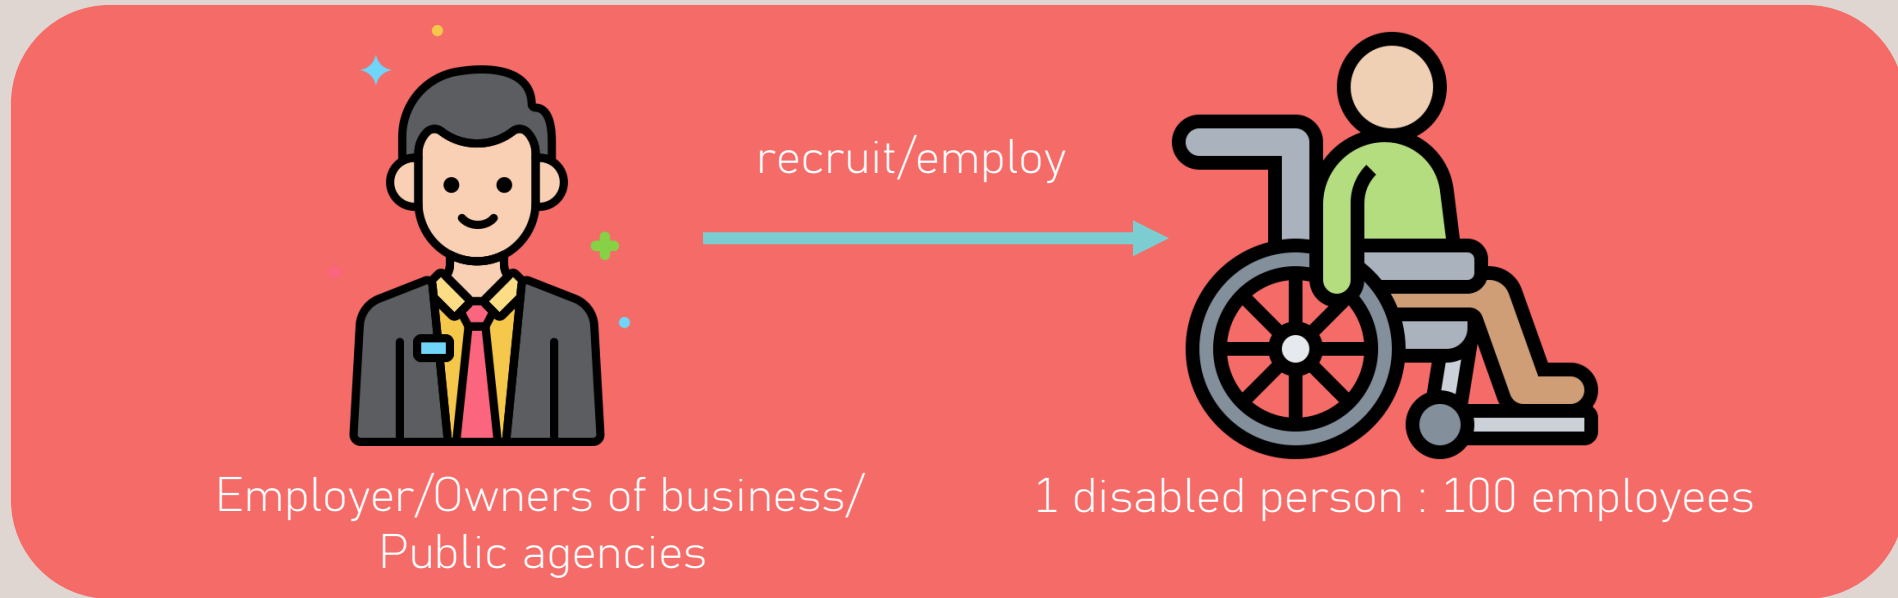 recruit/employ
Employer/Owners of business/
Public agencies
1 disabled person : 100 employees